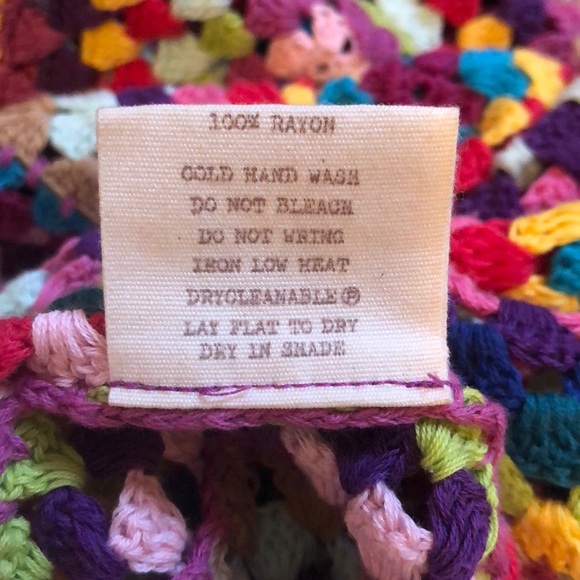 100% RAYON
COLD HAND WASH
DO NOT BLEACH
DO NOT WRING
IRON LOW HEAT
DRYCLEANABLE Ⓟ
LAY FLAT TO DRY
DRY IN SHADE